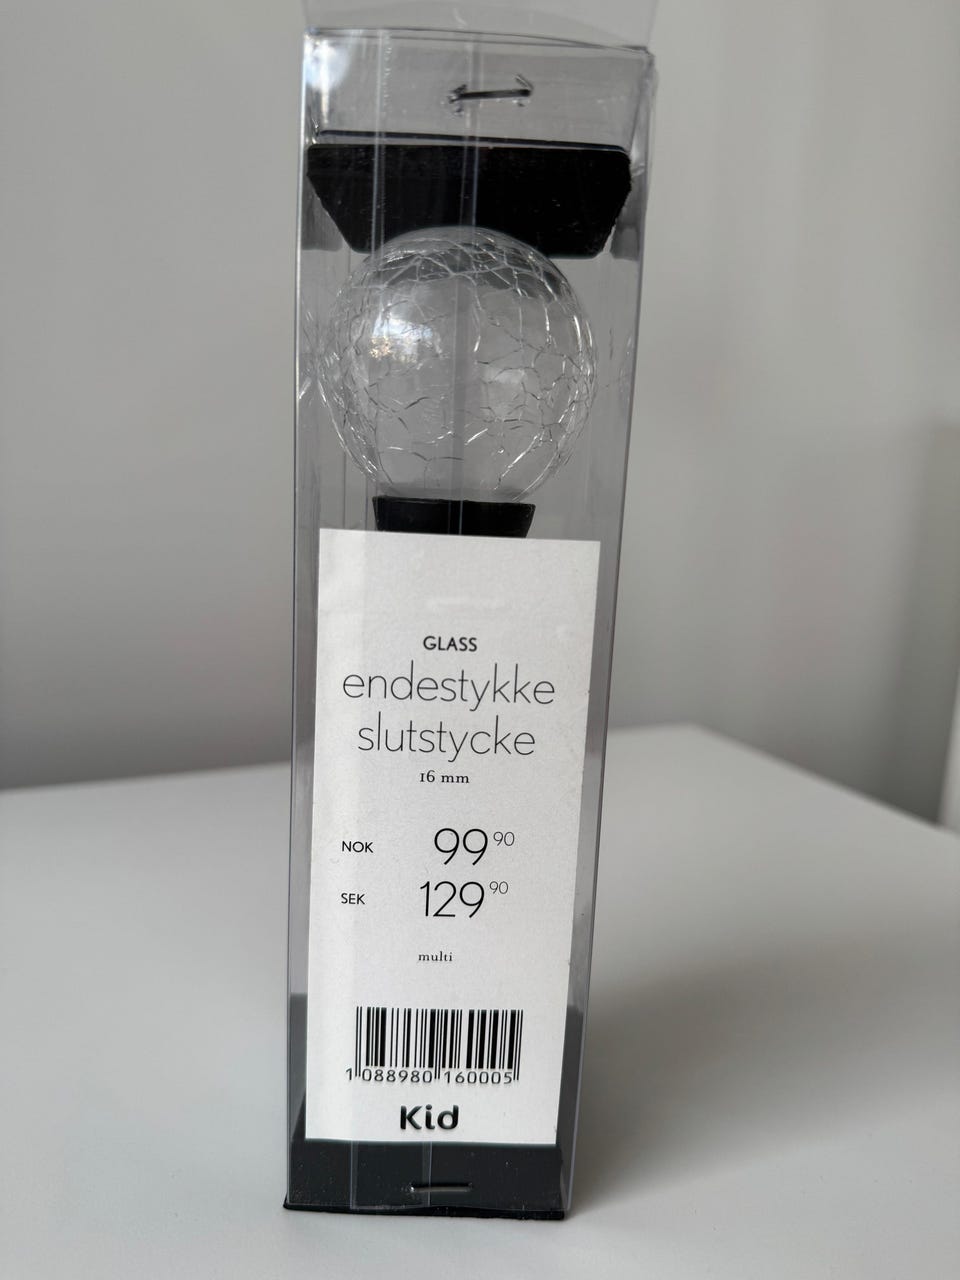 GLASS
endestykke
slutstycke
16 mm
NOK 99 90
SEK 129 90
multi
1 088980 160005
Kid